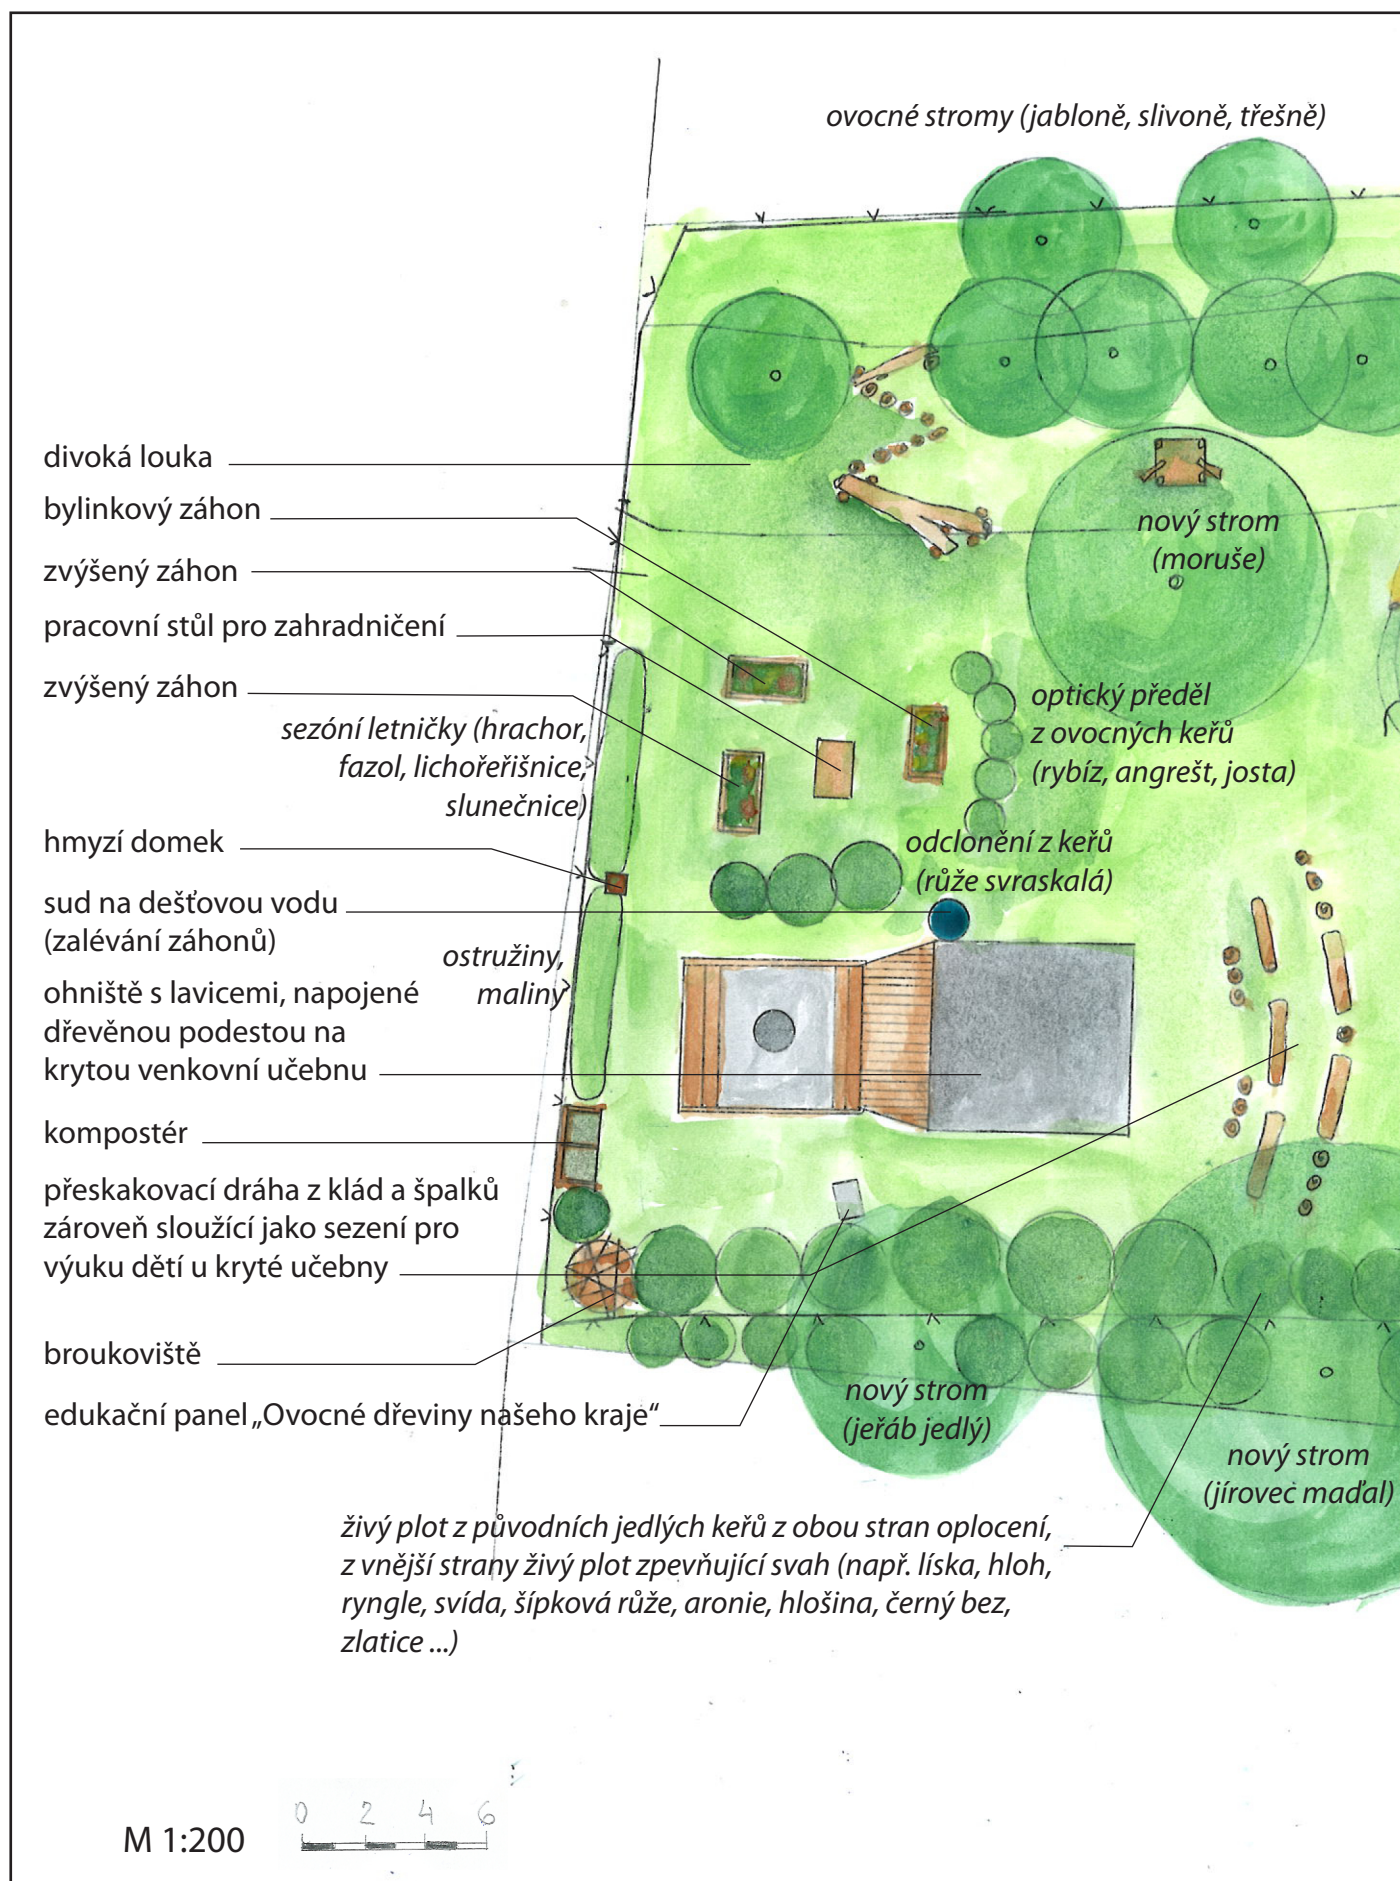 ovocné stromy (jabloně, slivoně, třešně)
divoká louka
bylinkový záhon
nový strom
(moruše)
zvýšený záhon
pracovní stůl pro zahradničení
zvýšený záhon
optický předěl
z ovocných keřů
(rybíz, angrešt, josta)
sezóní letničky (hrachor,
fazol, lichořeřišnice,
slunečnice)
hmyzí domek
odclonění z keřů
(růže svraskalá)
sud na dešťovou vodu
(zalévání záhonů)
ostružiny,
maliny
ohniště s lavicemi, napojené
dřevěnou podestou na
krytou venkovní učebnu
kompostér
přeskakovací dráha z klád a špalků
zároveň sloužící jako sezení pro
výuku dětí u kryté učebny
broukoviště
edukační panel „Ovocné dřeviny našeho kraje“
nový strom
(jeřáb jedlý)
nový strom
(jírovec maďal)
živý plot z původních jedlých keřů z obou stran oplocení,
z vnější strany živý plot zpevňující svah (např. líska, hloh,
ryngle, svída, šípková růže, aronie, hlošina, černý bez,
zlatice ...)
0 2 4 6
M 1:200